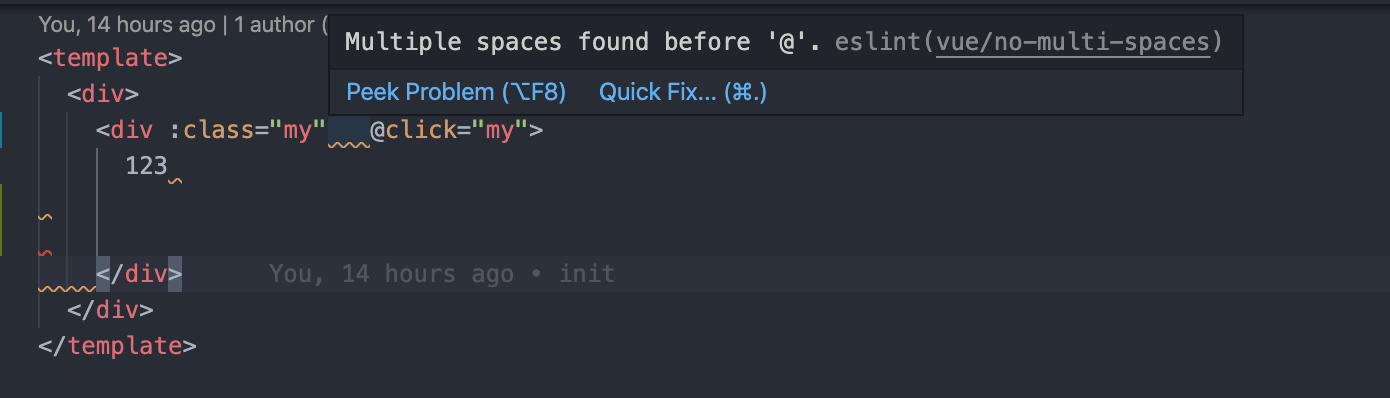 You, 14 hours ago | 1 author (
Multiple spaces found before '@'. eslint(vue/no-multi-spaces)
Peek Problem (⌥F8) Quick Fix... (⌘.)
<template>
<div>
<div :class="my"   @click="my">
123
</div> You, 14 hours ago • init
</div>
</template>